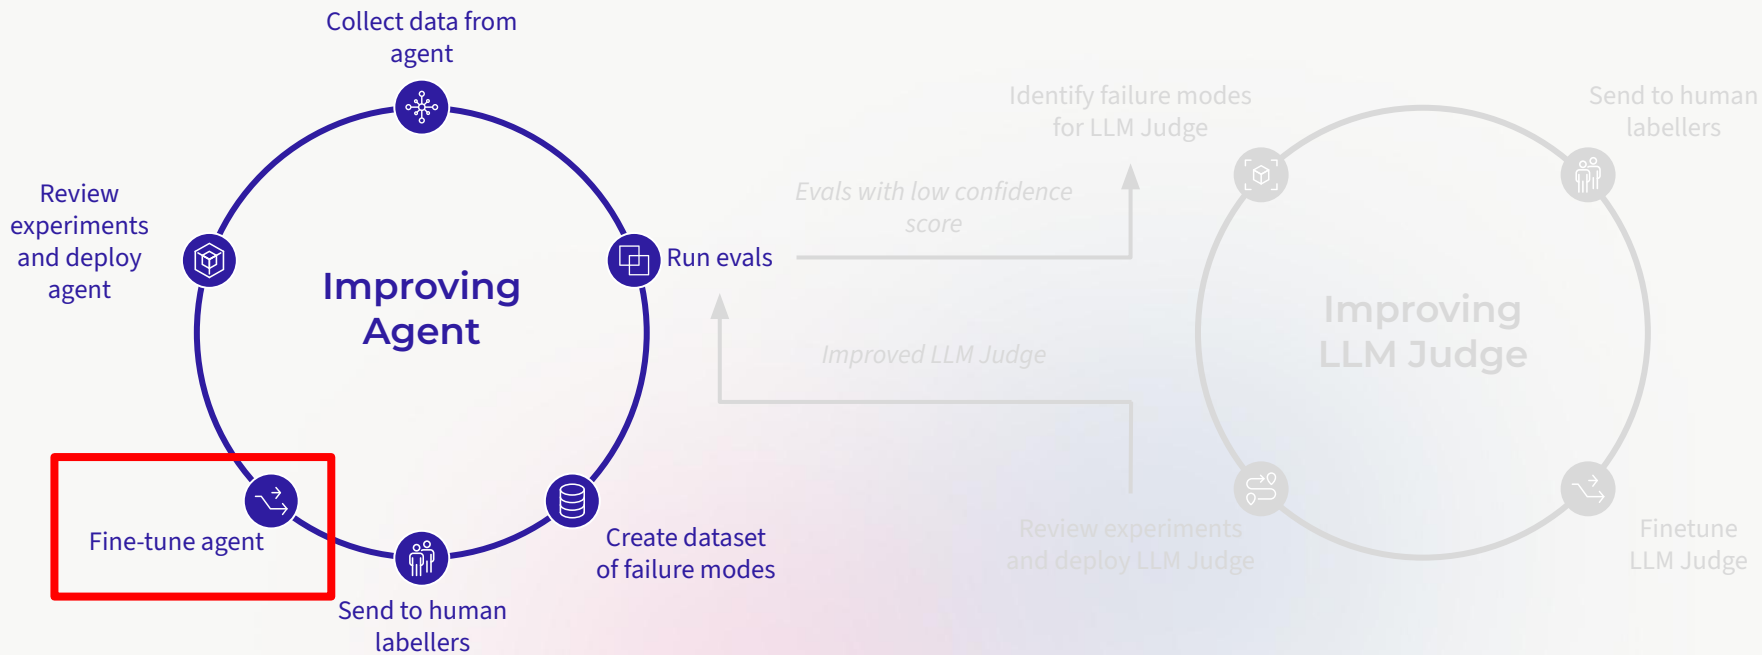 Collect data from
agent
Review
experiments
and deploy
agent
Improving
Agent
Run evals
Fine-tune agent
Create dataset
of failure modes
Send to human
labellers
Evals with low confidence
score
Improved LLM Judge
Identify failure modes
for LLM Judge
Send to human
labellers
Improving
LLM Judge
Review experiments
and deploy LLM Judge
Finetune
LLM Judge